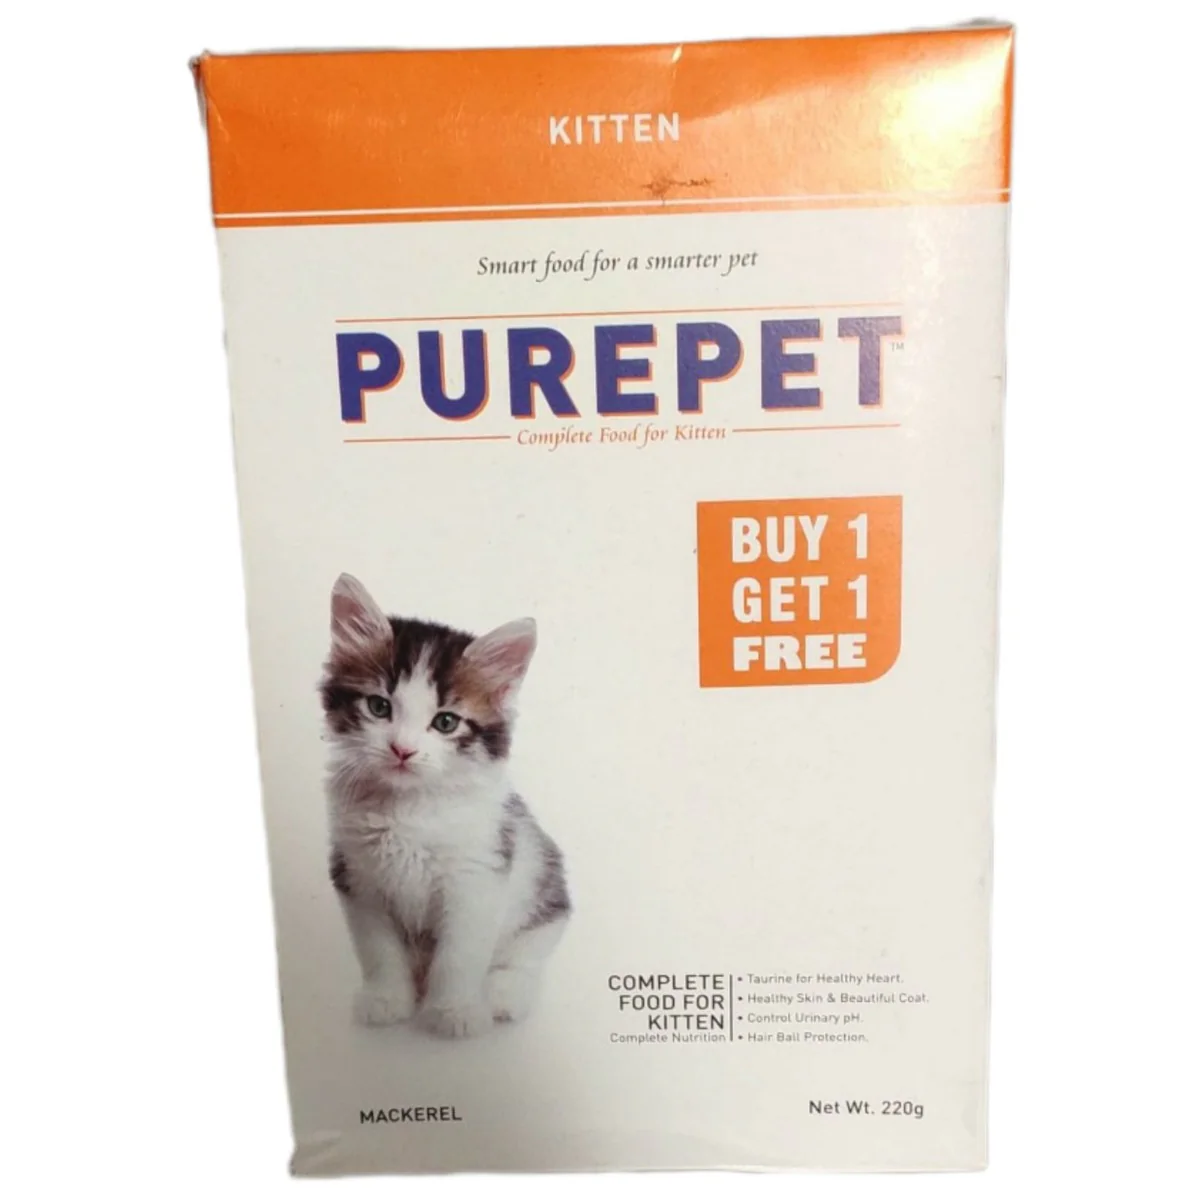 KITTEN
Smart food for a smarter pet
PUREPET™
Complete Food for Kitten
BUY 1
GET 1
FREE
COMPLETE
FOOD FOR
KITTEN
Complete Nutrition
• Taurine for Healthy Heart.
• Healthy Skin & Beautiful Coat.
• Control Urinary pH.
• Hair Ball Protection.
MACKEREL
Net Wt. 220g